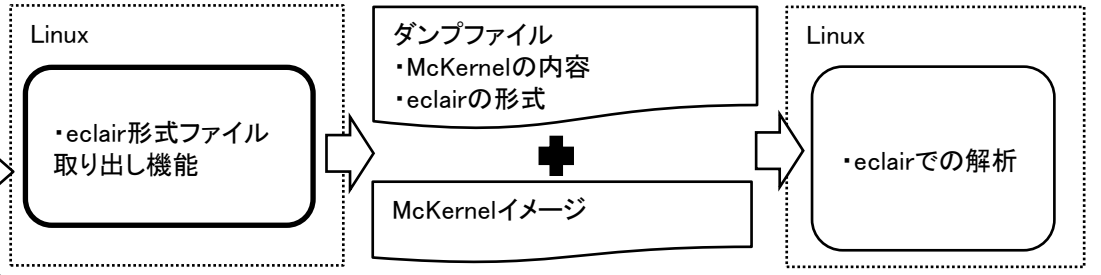 Linux
・eclair形式ファイル
取り出し機能
ダンプファイル
・McKernelの内容
・eclairの形式
McKernelイメージ
Linux
・eclairでの解析